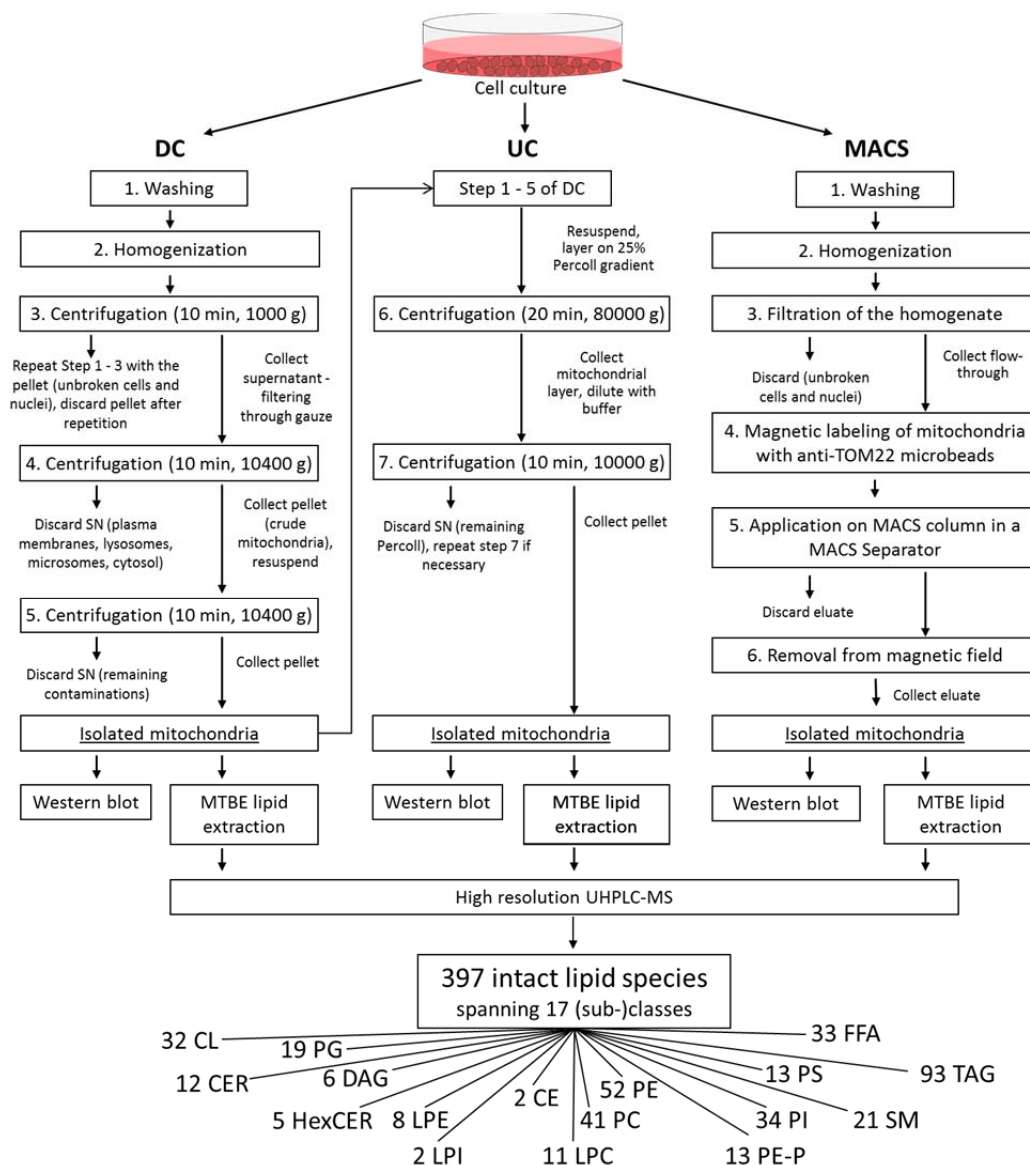 Cell culture
DC
1. Washing
2. Homogenization
3. Centrifugation (10 min, 1000 g)
Repeat Step 1 - 3 with the
pellet (unbroken cells and
nuclei), discard pellet after
repetition
Collect
supernatant -
filtering
through gauze
4. Centrifugation (10 min, 10400 g)
Discard SN (plasma
membranes, lysosomes,
microsomes, cytosol)
Collect pellet
(crude
mitochondria),
resuspend
5. Centrifugation (10 min, 10400 g)
Discard SN (remaining
contaminations)
Collect pellet
Isolated mitochondria
Western blot
MTBE lipid
extraction
UC
Step 1 - 5 of DC
Resuspend,
layer on 25%
Percoll gradient
6. Centrifugation (20 min, 80000 g)
Collect
mitochondrial
layer, dilute with
buffer
7. Centrifugation (10 min, 10000 g)
Discard SN (remaining
Percoll), repeat step 7 if
necessary
Collect pellet
Isolated mitochondria
Western blot
MTBE lipid
extraction
MACS
1. Washing
2. Homogenization
3. Filtration of the homogenate
Discard (unbroken
cells and nuclei)
Collect flow-
through
4. Magnetic labeling of mitochondria
with anti-TOM22 microbeads
5. Application on MACS column in a
MACS Separator
Discard eluate
6. Removal from magnetic field
Collect eluate
Isolated mitochondria
Western blot
MTBE lipid
extraction
High resolution UHPLC-MS
397 intact lipid species
spanning 17 (sub-)classes
32 CL
19 PG
12 CER
6 DAG
5 HexCER
8 LPE
2 LPI
2 CE
11 LPC
41 PC
52 PE
13 PE-P
34 PI
13 PS
21 SM
93 TAG
33 FFA